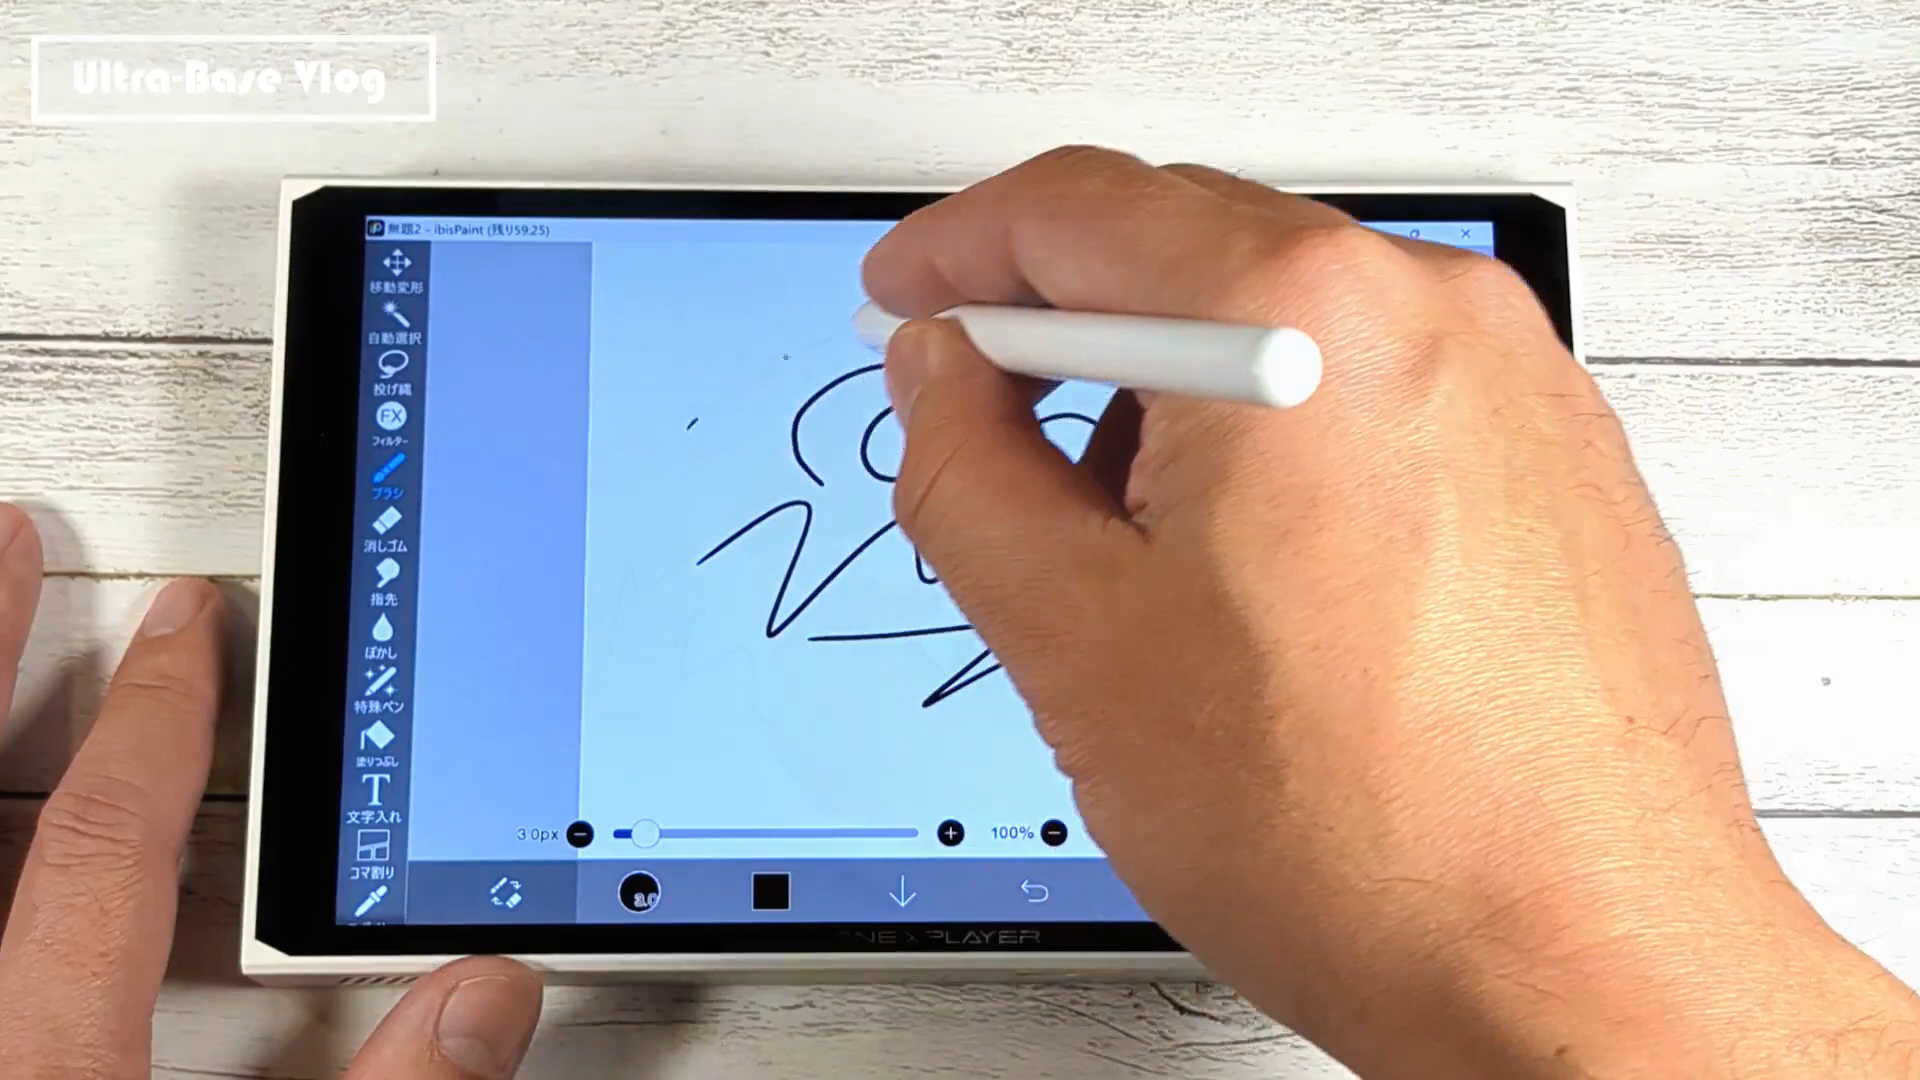 Ultra-Base Vlog
無題2 - ibisPaint (残り59.25)
移動変形
自動選択
投げ縄
FX
フィルター
ブラシ
消しゴム
指先
ぼかし
特殊ペン
塗りつぶし
T
文字入れ
コマ割り
3.0px
100%
3.0
ONEXPLAYER